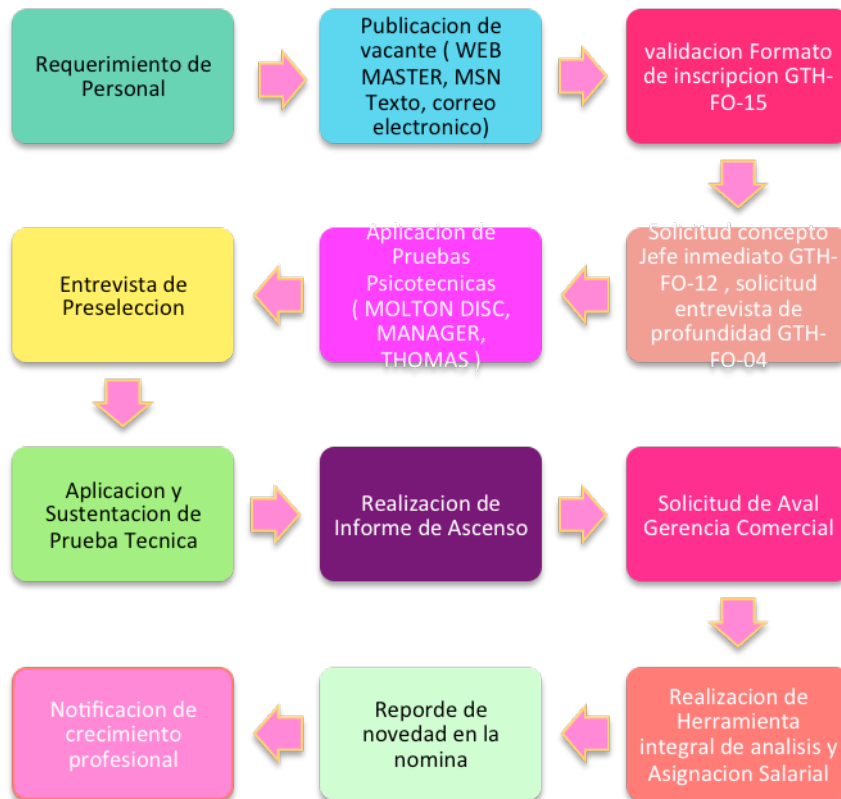 Requerimiento de
Personal
Publicacion de
vacante ( WEB
MASTER, MSN
Texto, correo
electronico)
validacion Formato
de inscripcion GTH-
FO-15
Solicitud concepto
Jefe inmediato GTH-
FO-12 , solicitud
entrevista de
profundidad GTH-
FO-04
Aplicacion de
Pruebas
Psicotecnicas
( MOLTON DISC,
MANAGER,
THOMAS )
Entrevista de
Preseleccion
Aplicacion y
Sustentacion de
Prueba Tecnica
Realizacion de
Informe de Ascenso
Solicitud de Aval
Gerencia Comercial
Realizacion de
Herramienta
integral de analisis y
Asignacion Salarial
Reporde de
novedad en la
nomina
Notificacion de
crecimiento
profesional